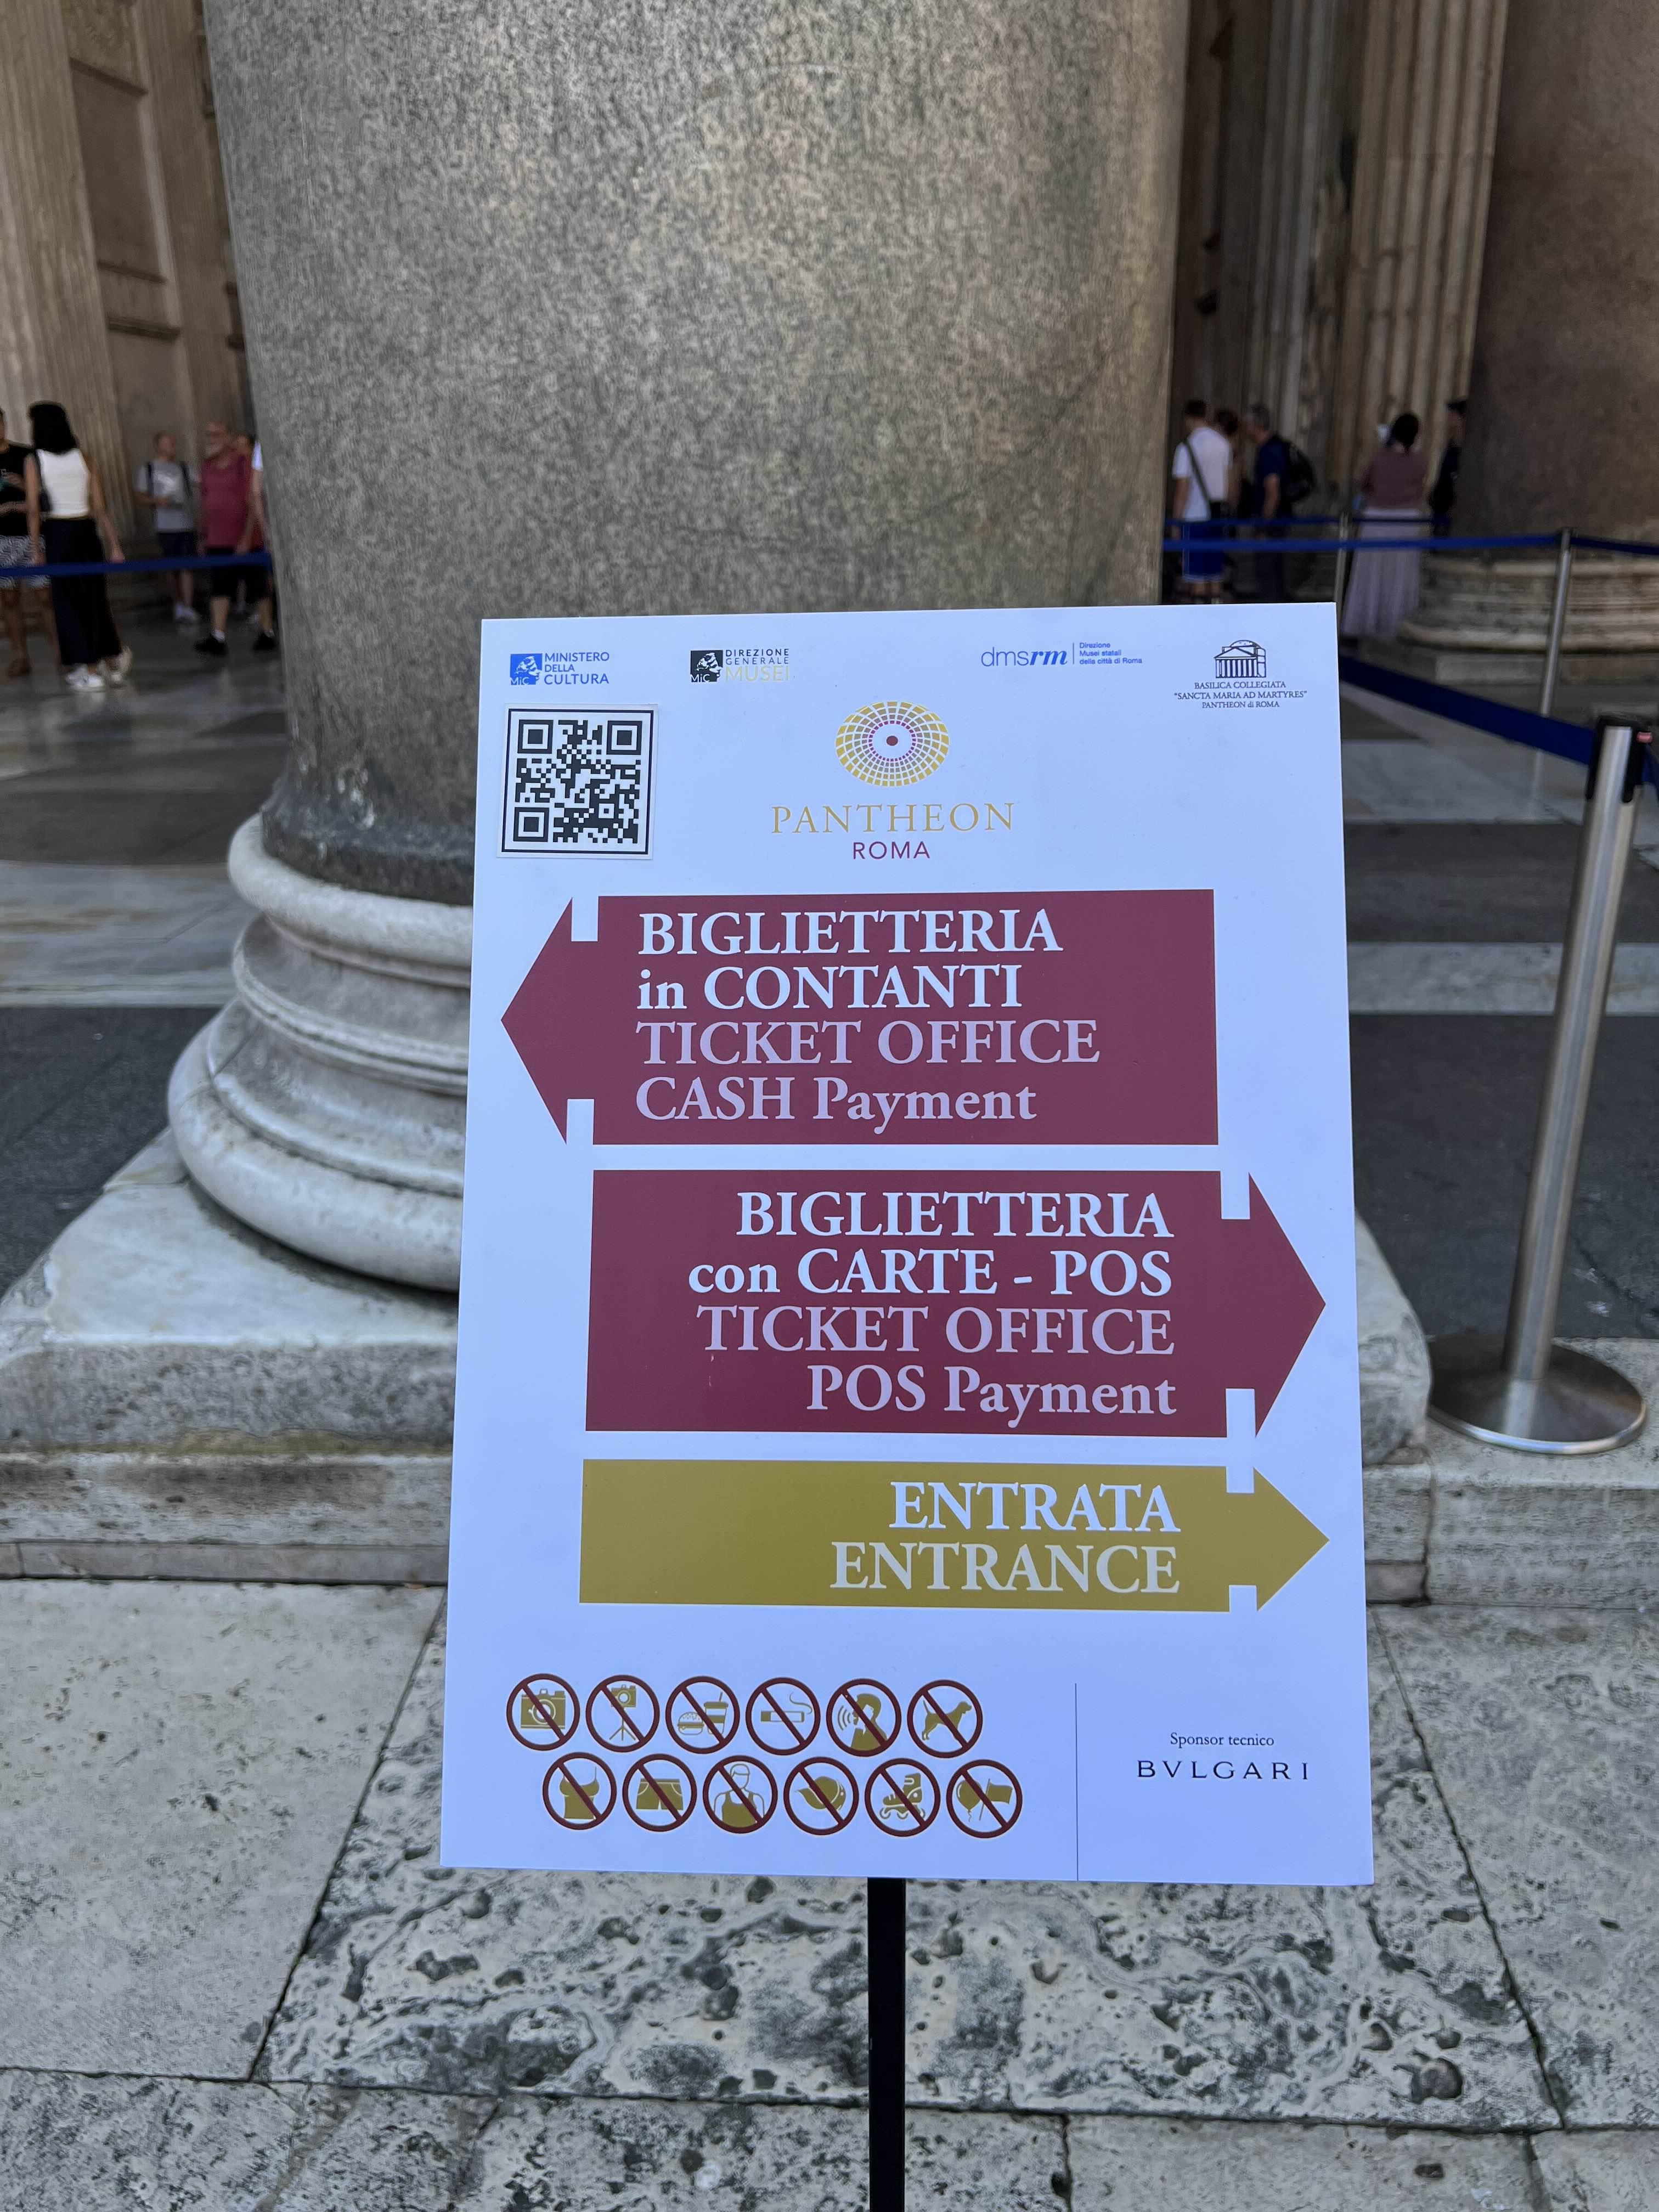 MINISTERO
DELLA
CULTURA
MiC
DIREZIONE
GENERALE
MUSEI
MiC
dmsrm
Direzione
Musei statali
della città di Roma
BASILICA COLLEGIATA
"SANCTA MARIA AD MARTYRES"
PANTHEON di ROMA
PANTHEON
ROMA
BIGLIETTERIA
in CONTANTI
TICKET OFFICE
CASH Payment
BIGLIETTERIA
con CARTE - POS
TICKET OFFICE
POS Payment
ENTRATA
ENTRANCE
Sponsor tecnico
BVLGARI